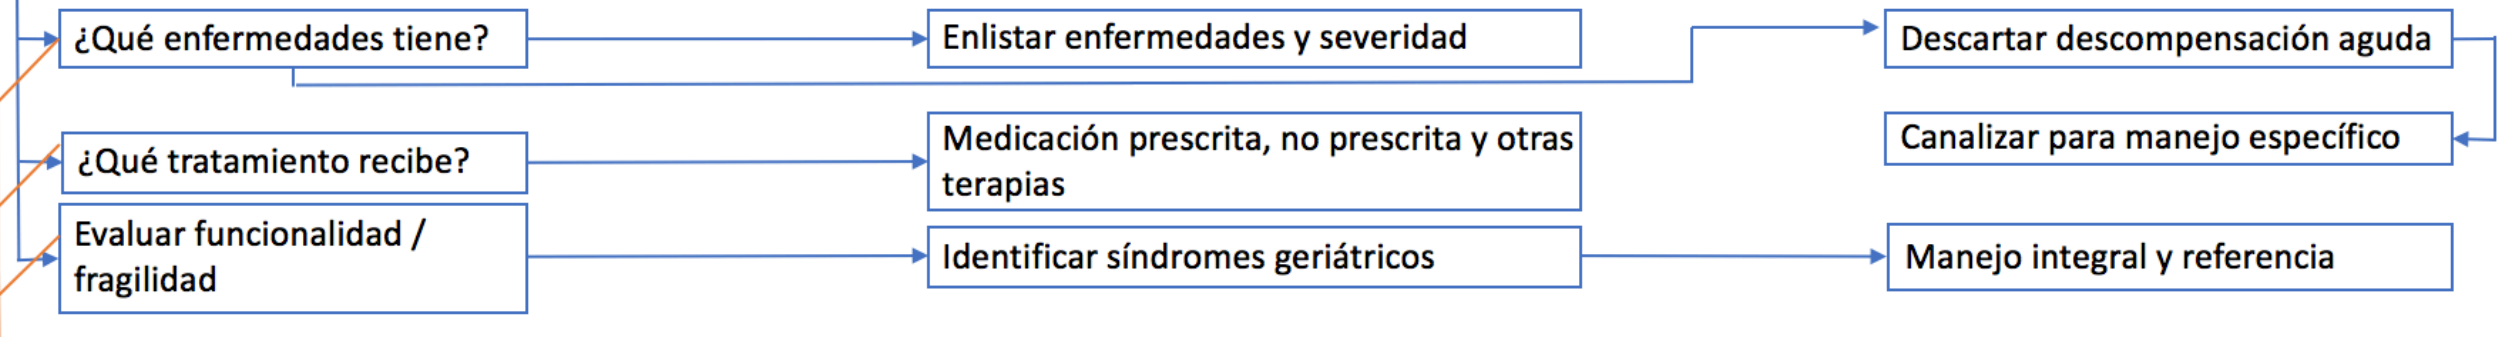 ¿Qué enfermedades tiene?
Enlistar enfermedades y severidad
Descartar descompensación aguda
¿Qué tratamiento recibe?
Medicación prescrita, no prescrita y otras
terapias
Canalizar para manejo específico
Evaluar funcionalidad /
fragilidad
Identificar síndromes geriátricos
Manejo integral y referencia